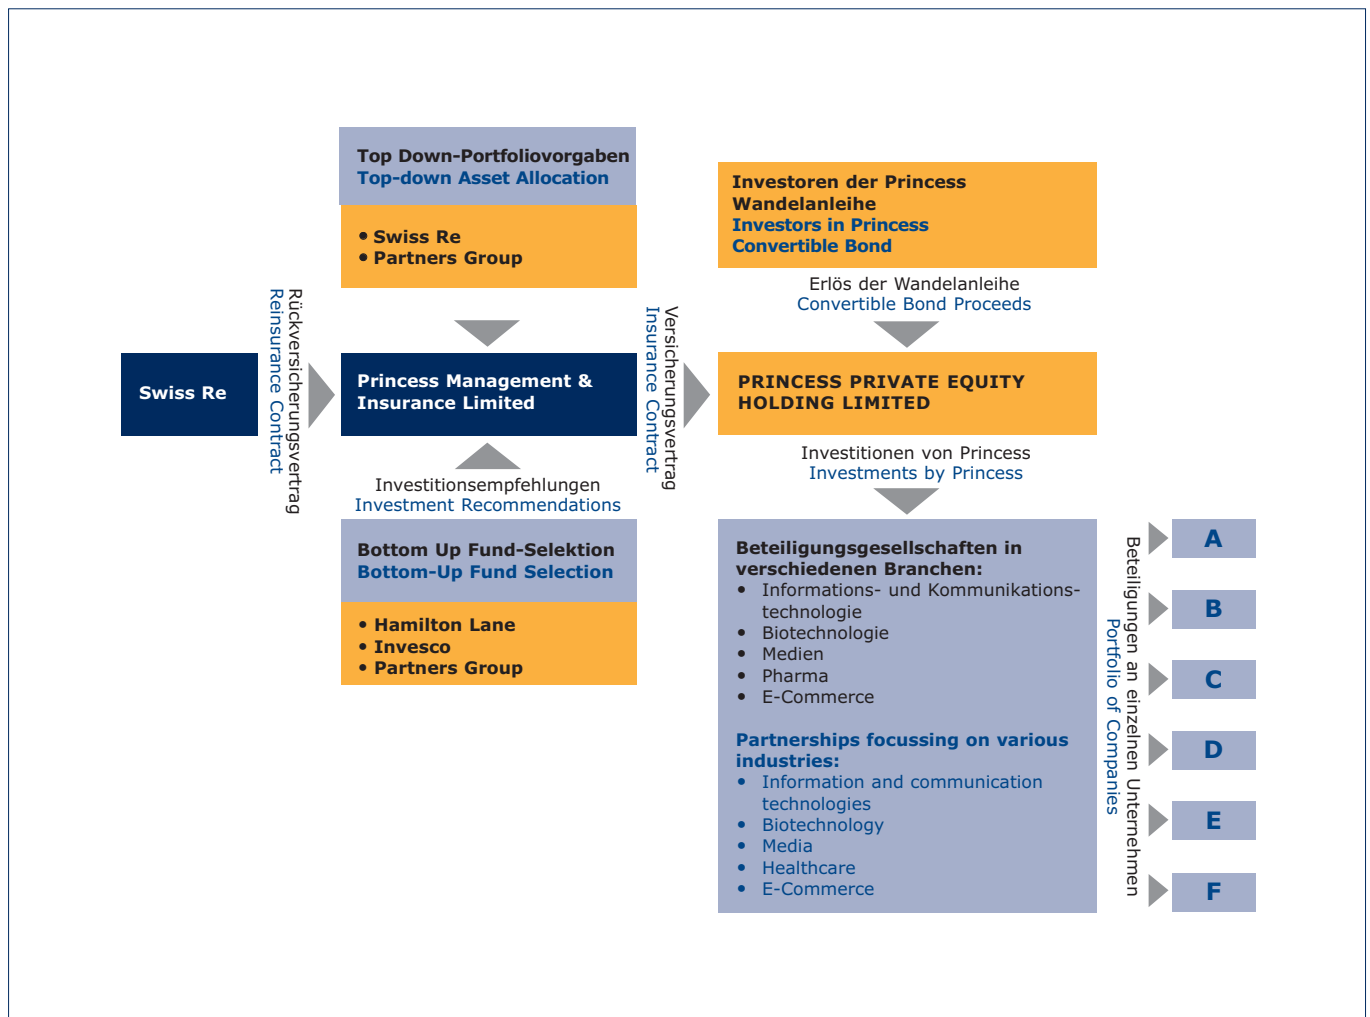 Top Down-Portfoliovorgaben
Top-down Asset Allocation
• Swiss Re
• Partners Group
Investoren der Princess
Wandelanleihe
Investors in Princess
Convertible Bond
Erlös der Wandelanleihe
Convertible Bond Proceeds
Swiss Re
Rückversicherungsvertrag
Reinsurance Contract
Princess Management &
Insurance Limited
Versicherungsvertrag
Insurance Contract
PRINCESS PRIVATE EQUITY
HOLDING LIMITED
Investitionsempfehlungen
Investment Recommendations
Investitionen von Princess
Investments by Princess
Bottom Up Fund-Selektion
Bottom-Up Fund Selection
• Hamilton Lane
• Invesco
• Partners Group
Beteiligungsgesellschaften in
verschiedenen Branchen:
• Informations- und Kommunikations-
technologie
• Biotechnologie
• Medien
• Pharma
• E-Commerce
Partnerships focussing on various
industries:
• Information and communication
technologies
• Biotechnology
• Media
• Healthcare
• E-Commerce
Beteiligungen an einzelnen Unternehmen
Portfolio of Companies
A
B
C
D
E
F